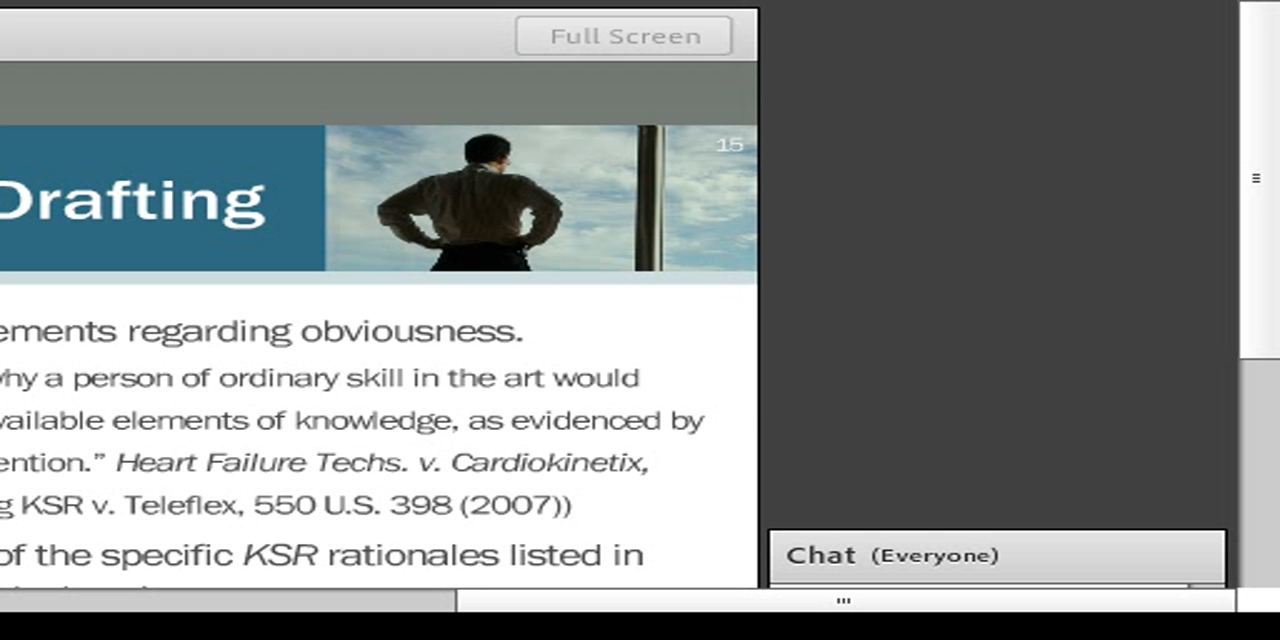 Full Screen
15
Drafting
ements regarding obviousness.
why a person of ordinary skill in the art would
vailable elements of knowledge, as evidenced by
ention.” Heart Failure Techs. v. Cardiokinetix,
g KSR v. Teleflex, 550 U.S. 398 (2007))
of the specific KSR rationales listed in
Chat (Everyone)